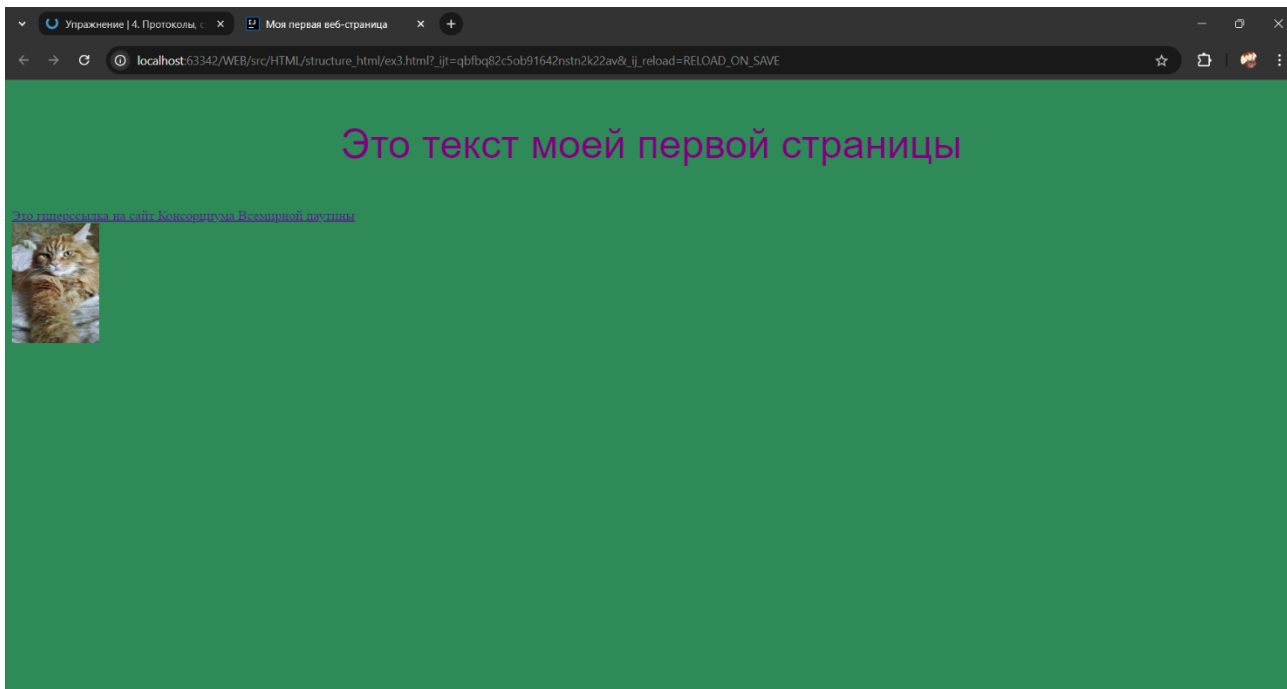 Упражнение | 4. Протоколы, с
Моя первая веб-страница
localhost:63342/WEB/src/HTML/structure_html/ex3.html?_ijt=qbfbq82c5ob91642nstn2k22av&_ij_reload=RELOAD_ON_SAVE
Это текст моей первой страницы
Это гиперссылка на сайт Консорциума Всемирной паутины